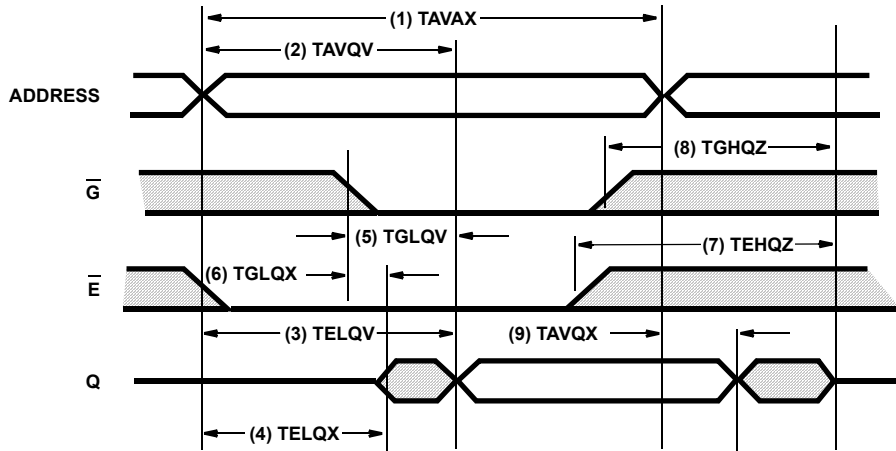 (1) TAVAX
(2) TAVQV
ADDRESS
(8) TGHQZ
G
(5) TGLQV
(7) TEHQZ
(6) TGLQX
E
(3) TELQV
(9) TAVQX
Q
(4) TELQX